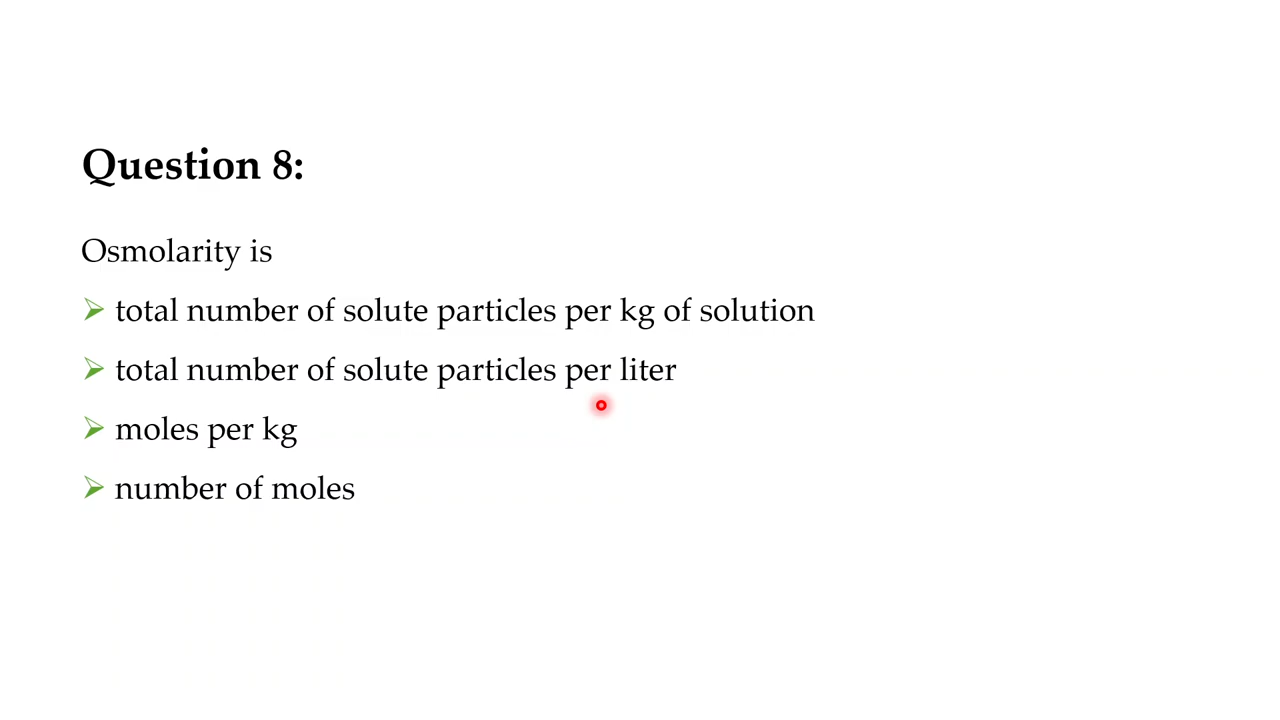 Question 8:
Osmolarity is
➢ total number of solute particles per kg of solution
➢ total number of solute particles per liter
➢ moles per kg
➢ number of moles